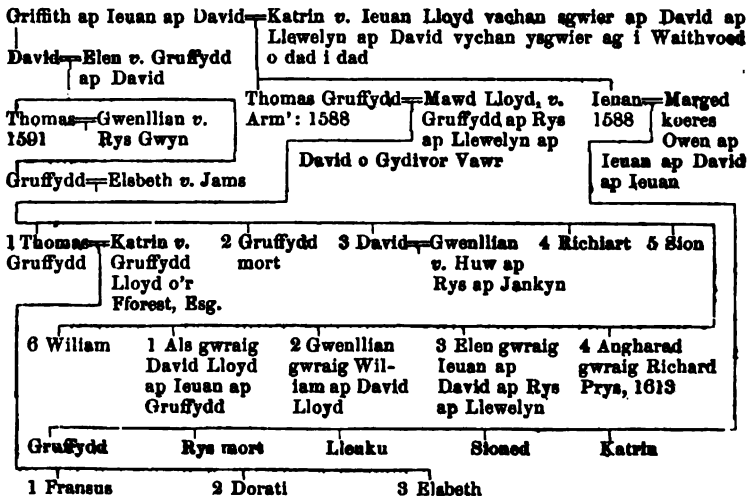 Griffith ap Ieuan ap David Katrin v. Ieuan Lloyd vachan sgwier ap David ap
Llewelyn ap David vychan ysgwier ag i Waithvoed
o dad i dad
David Elen v. Gruffydd
ap David
Thomas Gruffydd Mawd Lloyd, v. Ienan Marged
Arm': 1588 Gruffydd ap Rys 1588 koeres
ap Llewelyn ap Owen ap
David o Gydivor Vawr Ieuan ap David
ap Ieuan
Thomas Gwenllian v.
1591 Rys Gwyn
Gruffydd Elsbeth v. Jams
1 Thomas Katrin v. 2 Gruffydd 3 David Gwenllian 4 Richiart 5 Sion
Gruffydd Gruffydd mort v. Huw ap
Lloyd o'r Rys ap Jankyn
Fforest, Esg.
6 Wiliam 1 Als gwraig 2 Gwenllian 3 Elen gwraig 4 Angharad
David Lloyd gwraig Wil- Ieuan ap gwraig Richard
ap Ieuan ap liam ap David David ap Rys Prys, 1613
Gruffydd Lloyd ap Llewelyn
Gruffydd Rys mort Lleuku Sioned Katrin
1 Fransus 2 Dorati 3 Elsbeth